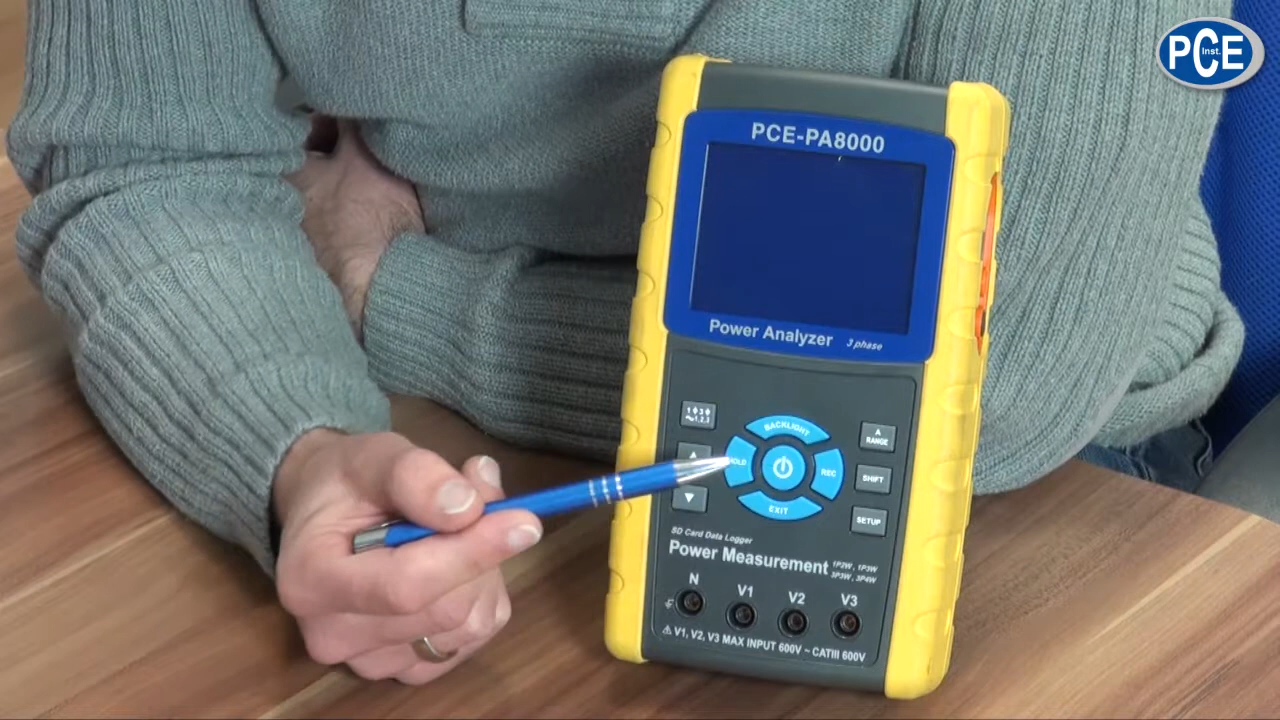 PCE Inst.
PCE-PA8000
Power Analyzer 3 phase
BACKLIGHT
A RANGE
HOLD
REC
SHIFT
EXIT
SETUP
SD Card Data Logger
Power Measurement
1P2W, 1P3W
3P3W, 3P4W
N V1 V2 V3
⚠ V1, V2, V3 MAX INPUT 600V ~ CATIII 600V